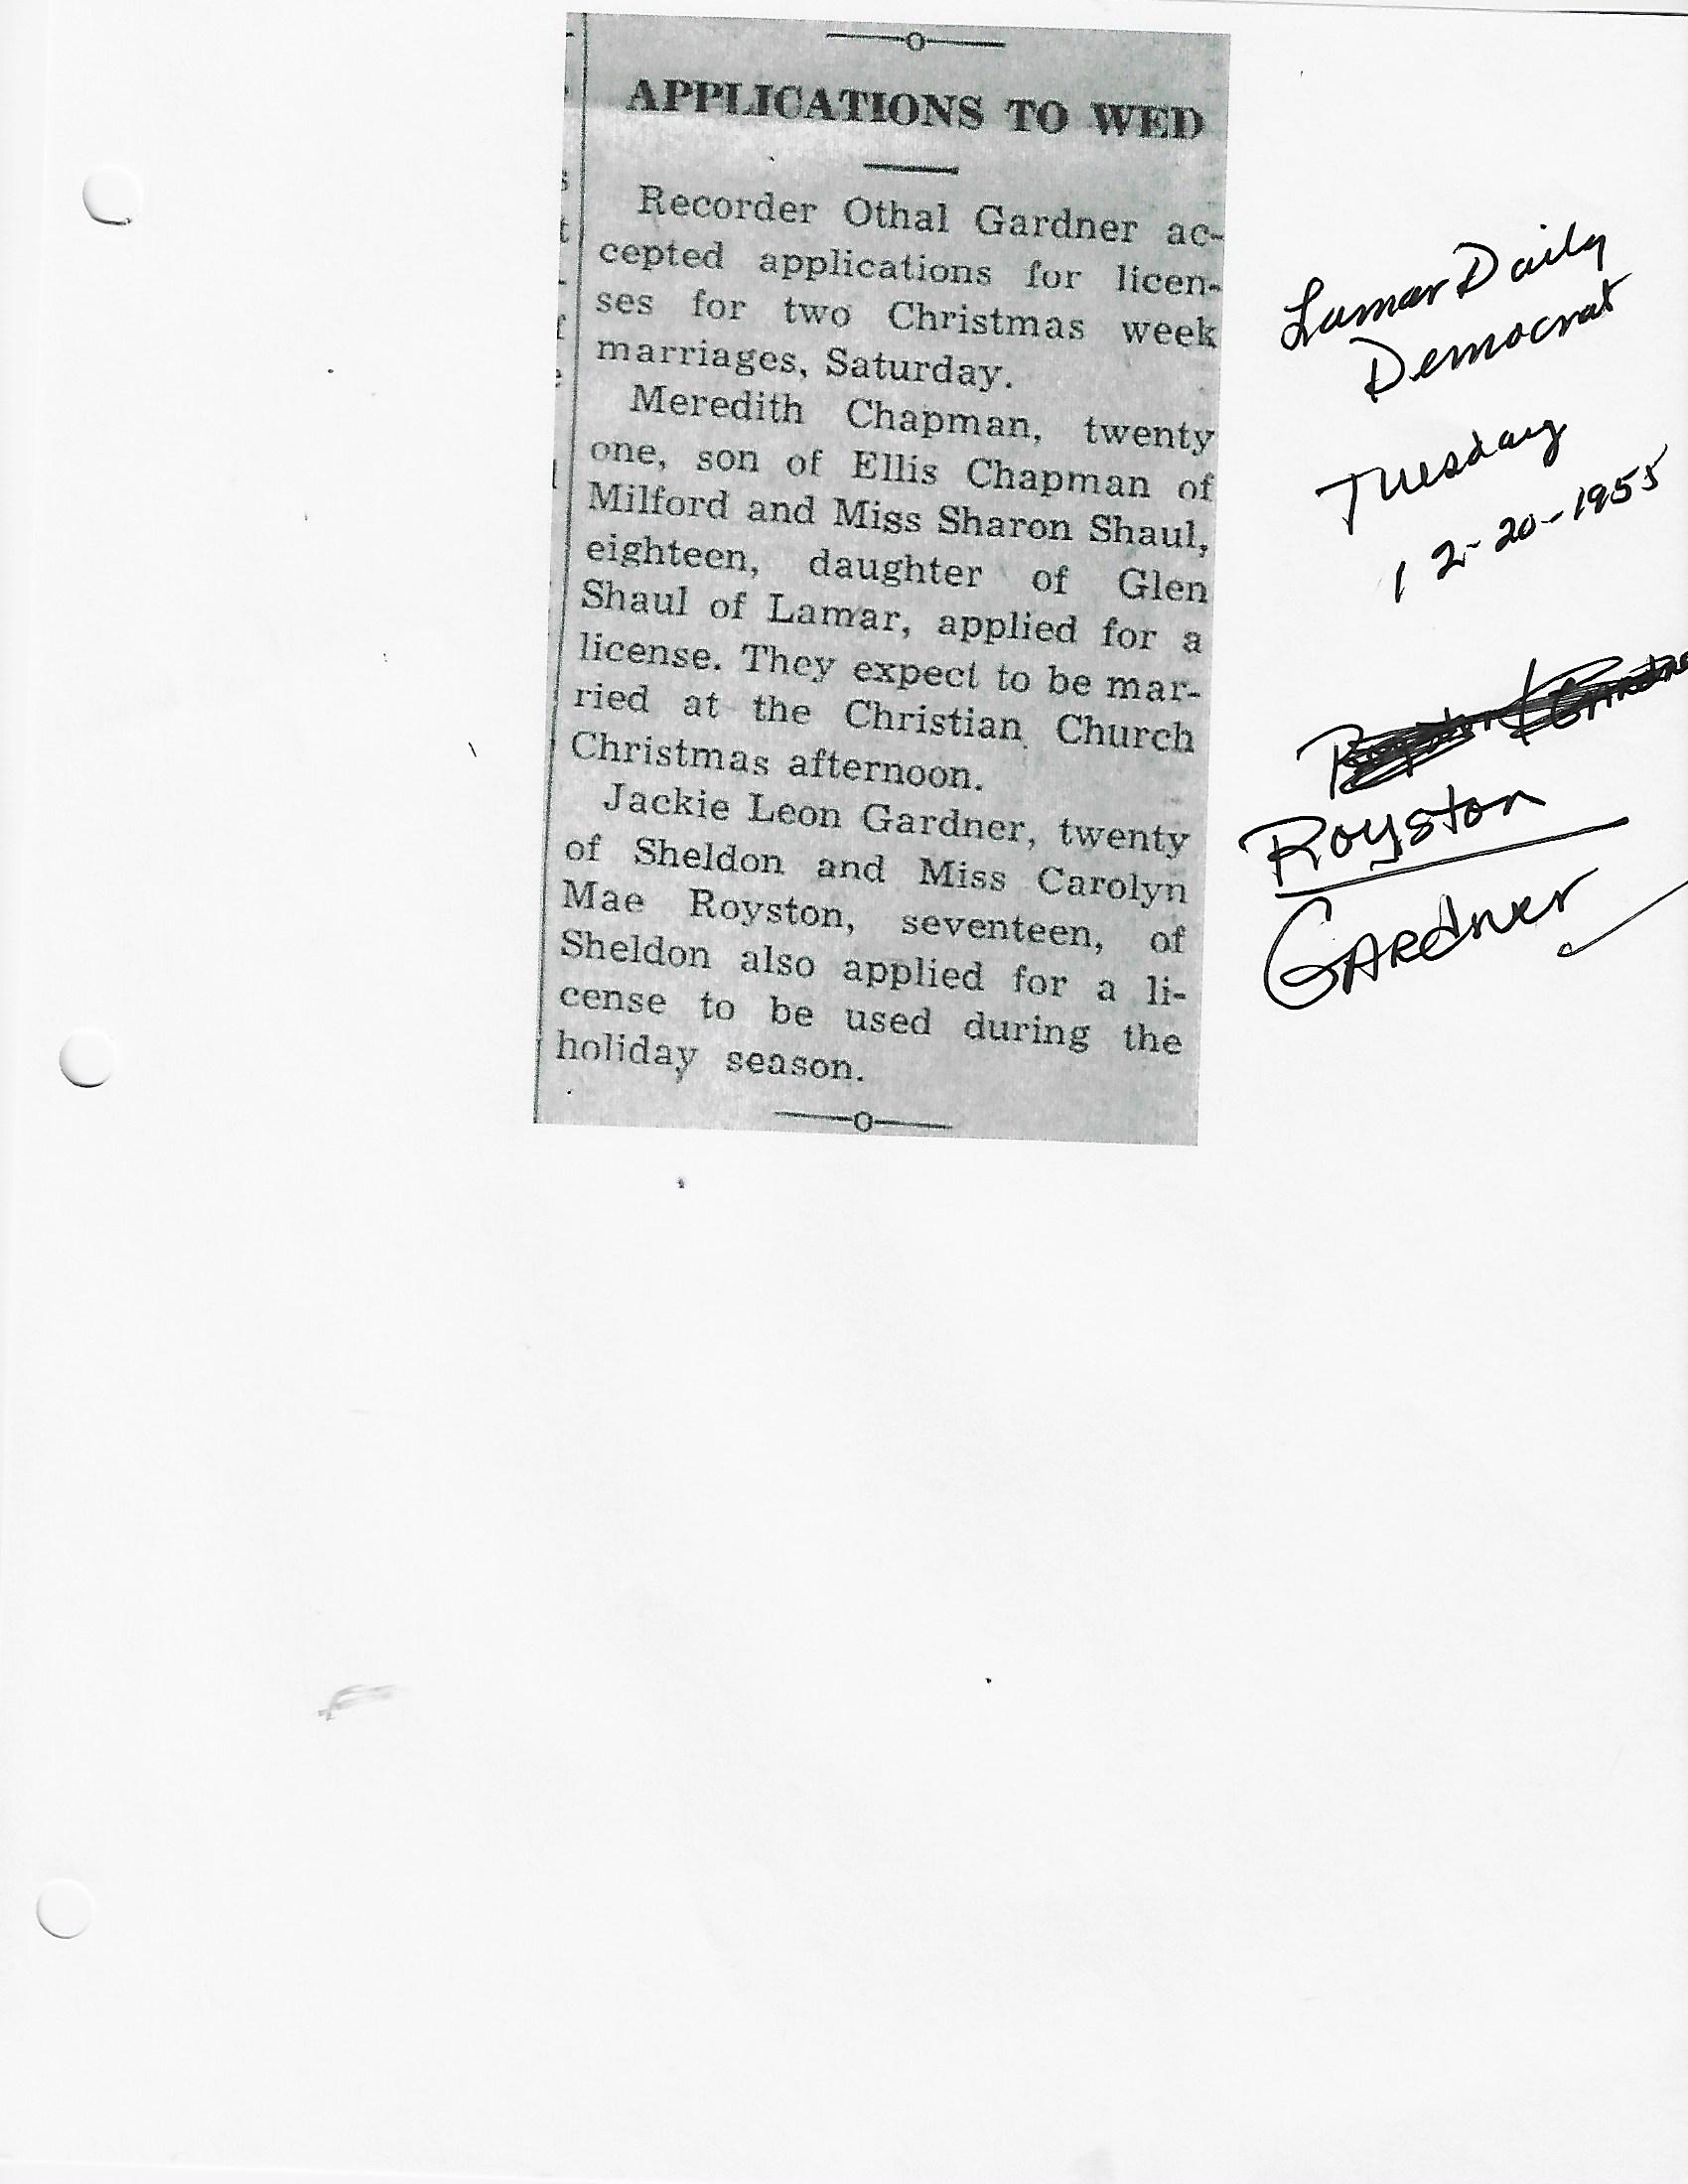 APPLICATIONS TO WED
Recorder Othal Gardner ac-
cepted applications for licen-
ses for two Christmas week
marriages, Saturday.
Meredith Chapman, twenty
one, son of Ellis Chapman of
Milford and Miss Sharon Shaul,
eighteen, daughter of Glen
Shaul of Lamar, applied for a
license. They expect to be mar-
ried at the Christian Church
Christmas afternoon.
Jackie Leon Gardner, twenty
of Sheldon and Miss Carolyn
Mae Royston, seventeen, of
Sheldon also applied for a li-
cense to be used during the
holiday season.
Lamar Daily
Democrat
Tuesday
12-20-1955
Royston
Gardner